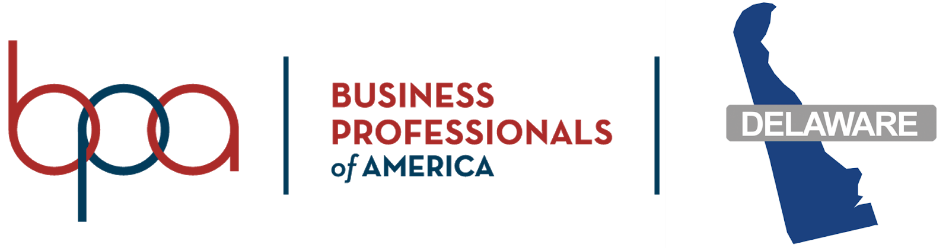 bpa
BUSINESS
PROFESSIONALS
of AMERICA
DELAWARE